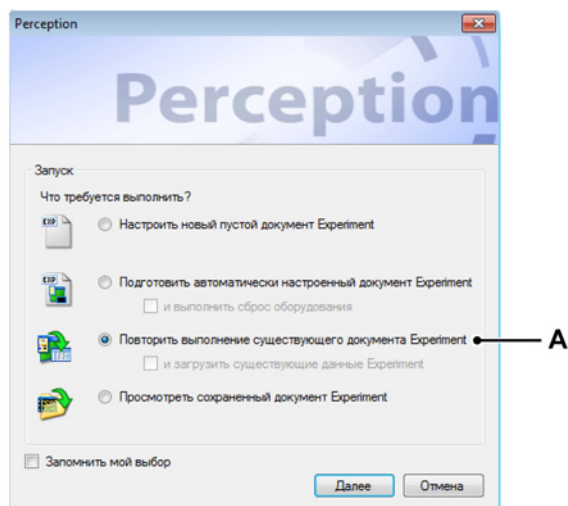 Perception
Perception
Запуск
Что требуется выполнить?
EXP
Настроить новый пустой документ Experiment
EXP
Подготовить автоматически настроенный документ Experiment
и выполнить сброс оборудования
Повторить выполнение существующего документа Experiment
A
и загрузить существующие данные Experiment
Просмотреть сохраненный документ Experiment
Запомнить мой выбор
Далее
Отмена